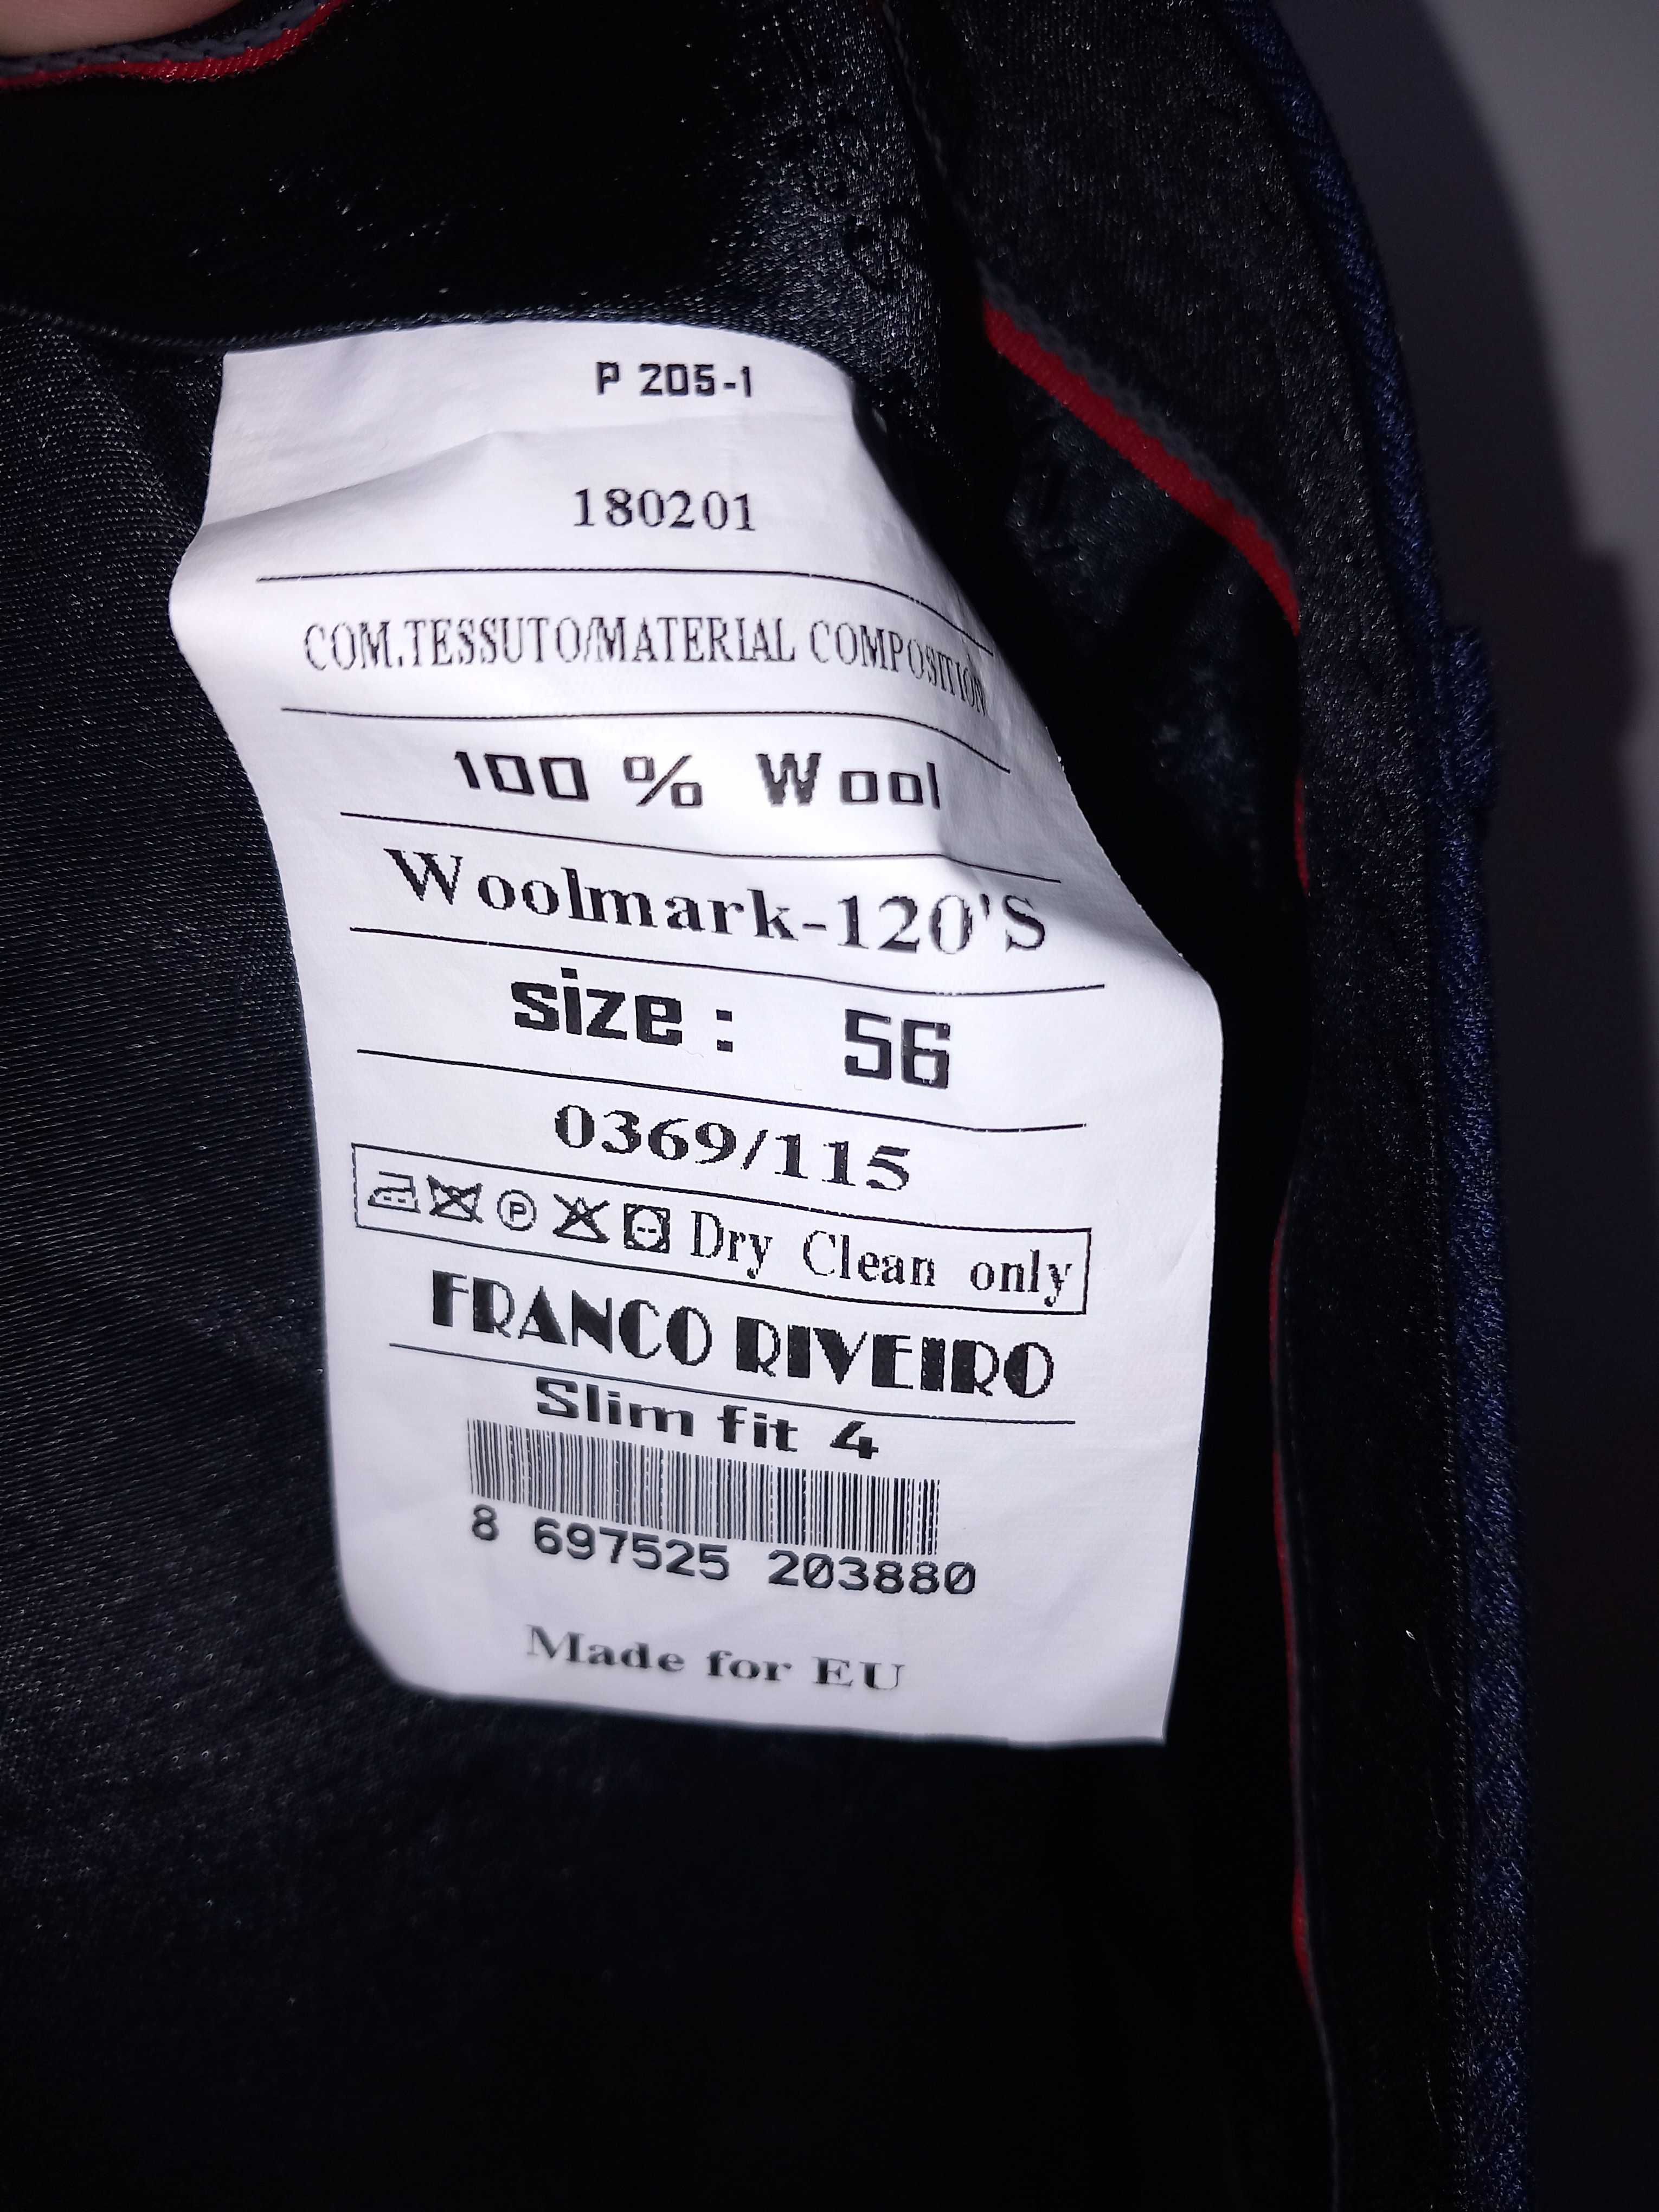 P 205-1
180201
COM.TESSUTO/MATERIAL COMPOSITION
100 % Wool
Woolmark-120'S
size : 56
0369/115
P Dry Clean only
FRANCO RIVEIRO
Slim fit 4
8 697525 203880
Made for EU